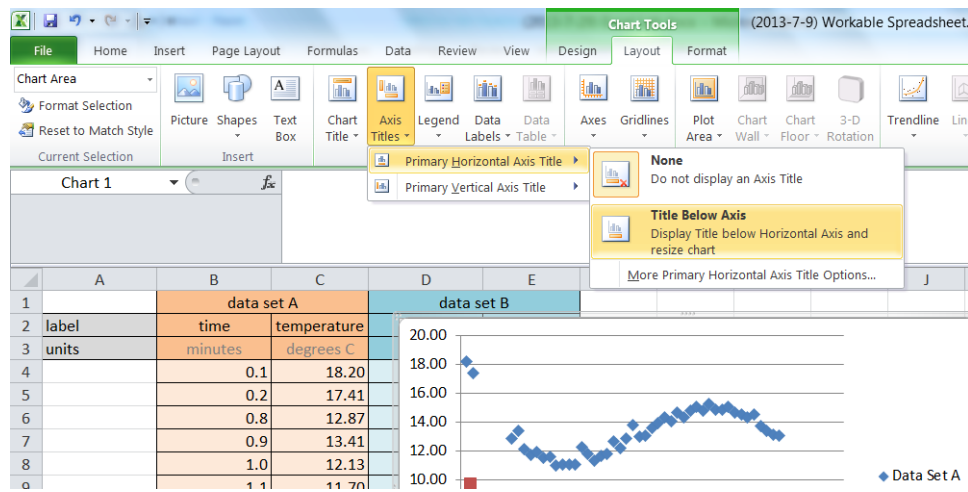 Chart Tools
(2013-7-9) Workable Spreadsheet.
File Home Insert Page Layout Formulas Data Review View Design Layout Format
Chart Area
Format Selection
Reset to Match Style
Current Selection
Picture Shapes Text Box
Insert
Chart Title Axis Titles Legend Data Labels Data Table
Axes Gridlines
Plot Area Chart Wall Chart Floor 3-D Rotation
Trendline Lin
Primary Horizontal Axis Title
Primary Vertical Axis Title
None
Do not display an Axis Title
Title Below Axis
Display Title below Horizontal Axis and
resize chart
More Primary Horizontal Axis Title Options...
Chart 1 fx
A B C D E J
1 data set A data set B
2 label time temperature
3 units minutes degrees C
4 0.1 18.20
5 0.2 17.41
6 0.8 12.87
7 0.9 13.41
8 1.0 12.13
9 1.1 11.70
20.00
18.00
16.00
14.00
12.00
10.00
Data Set A